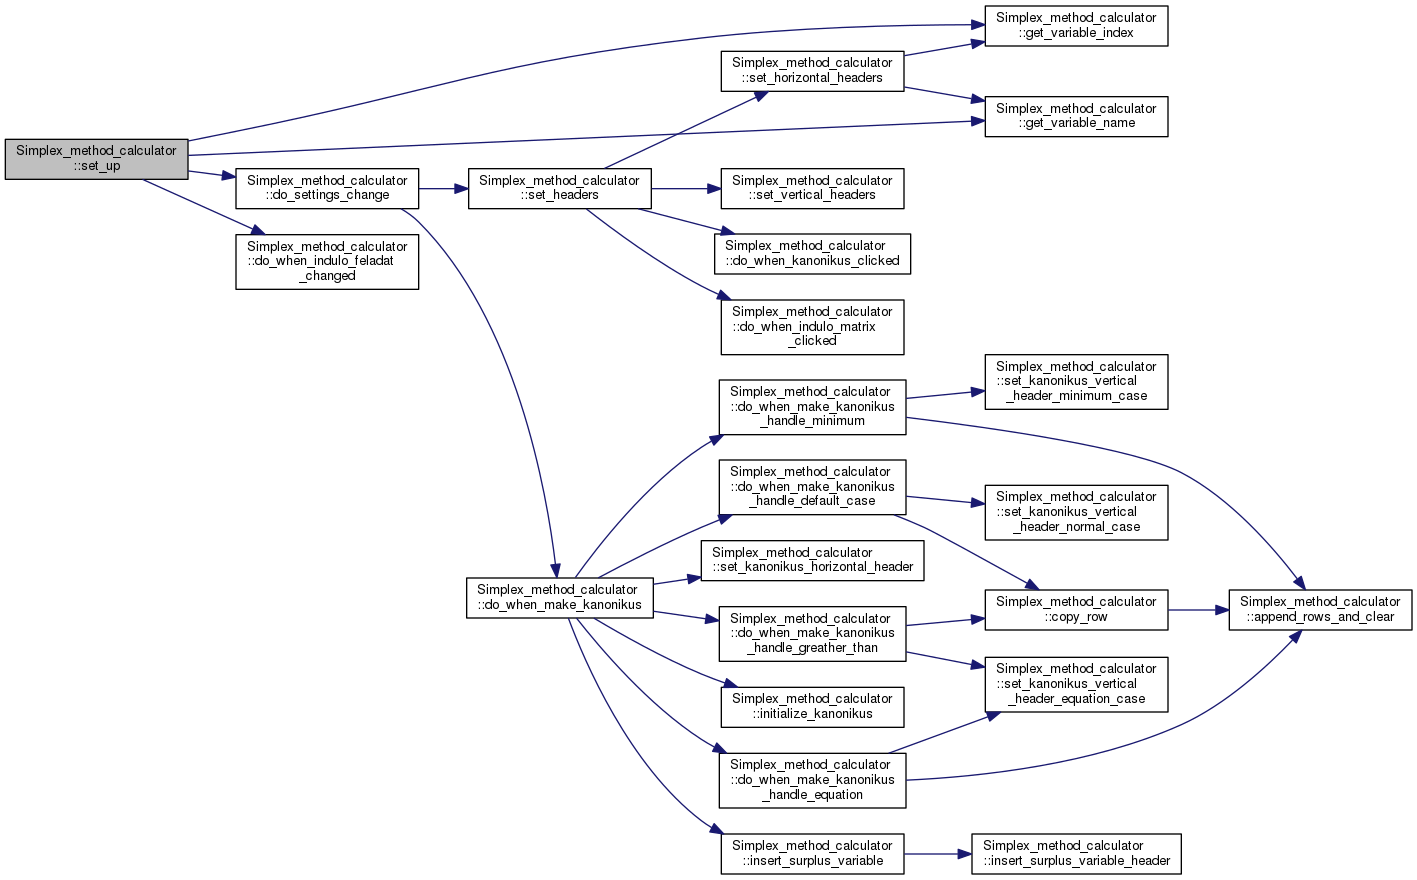 Simplex_method_calculator
::set_up
Simplex_method_calculator
::get_variable_index
Simplex_method_calculator
::set_horizontal_headers
Simplex_method_calculator
::get_variable_name
Simplex_method_calculator
::do_settings_change
Simplex_method_calculator
::set_headers
Simplex_method_calculator
::set_vertical_headers
Simplex_method_calculator
::do_when_indulo_feladat
_changed
Simplex_method_calculator
::do_when_kanonikus_clicked
Simplex_method_calculator
::do_when_indulo_matrix
_clicked
Simplex_method_calculator
::do_when_make_kanonikus
_handle_minimum
Simplex_method_calculator
::set_kanonikus_vertical
_header_minimum_case
Simplex_method_calculator
::do_when_make_kanonikus
_handle_default_case
Simplex_method_calculator
::set_kanonikus_vertical
_header_normal_case
Simplex_method_calculator
::set_kanonikus_horizontal_header
Simplex_method_calculator
::do_when_make_kanonikus
Simplex_method_calculator
::do_when_make_kanonikus
_handle_greather_than
Simplex_method_calculator
::copy_row
Simplex_method_calculator
::append_rows_and_clear
Simplex_method_calculator
::set_kanonikus_vertical
_header_equation_case
Simplex_method_calculator
::initialize_kanonikus
Simplex_method_calculator
::do_when_make_kanonikus
_handle_equation
Simplex_method_calculator
::insert_surplus_variable
Simplex_method_calculator
::insert_surplus_variable_header